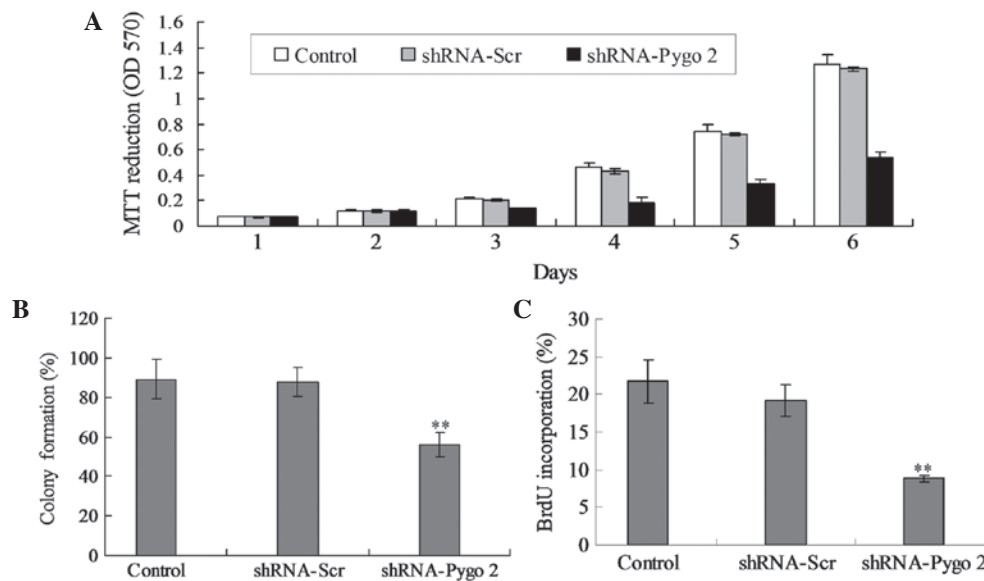 A
MTT reduction (OD 570)
1.6
1.4
1.2
1
0.8
0.6
0.4
0.2
0
Control
shRNA-Scr
shRNA-Pygo 2
1 2 3 4 5 6
Days
B
Colony formation (%)
120
100
80
60
40
20
0
**
Control shRNA-Scr shRNA-Pygo 2
C
BrdU incorporation (%)
30
25
20
15
10
5
0
**
Control shRNA-Scr shRNA-Pygo 2